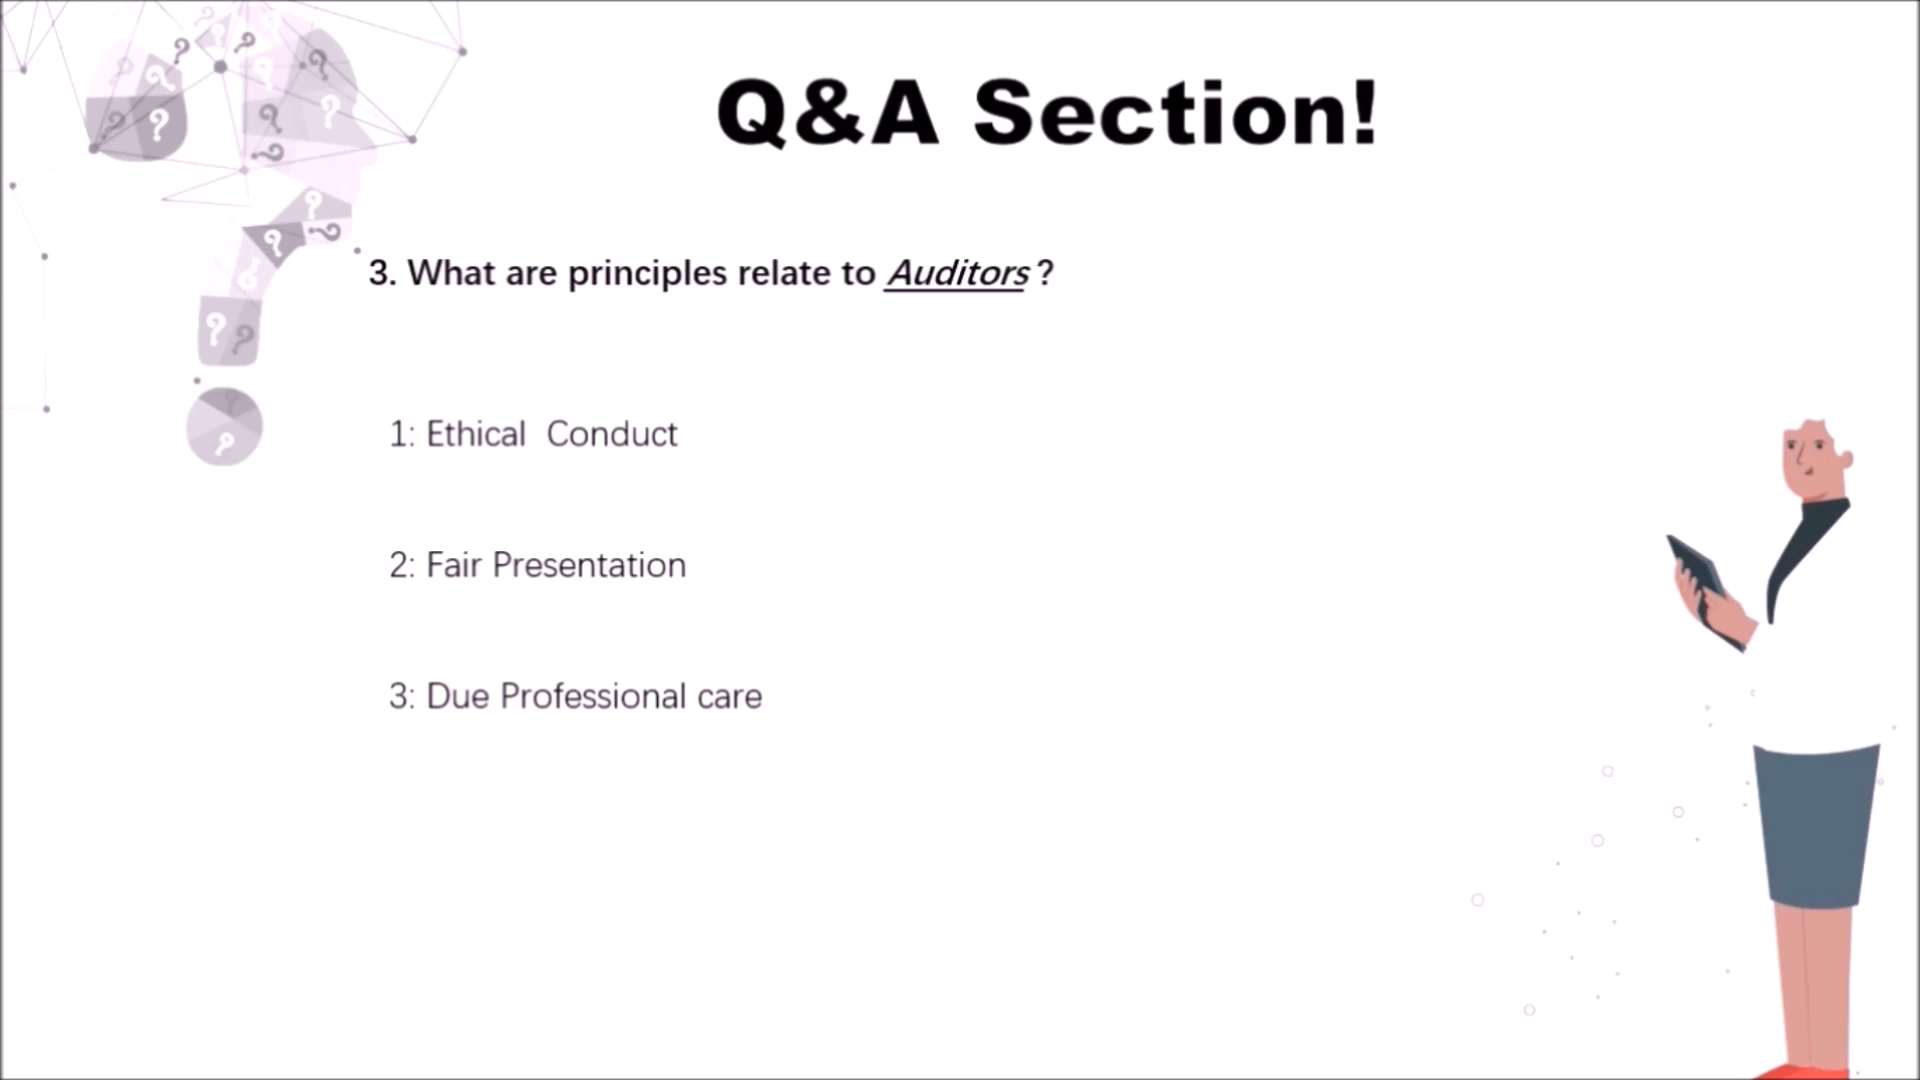 Q&A Section!
3. What are principles relate to Auditors ?
1: Ethical  Conduct
2: Fair Presentation
3: Due Professional care